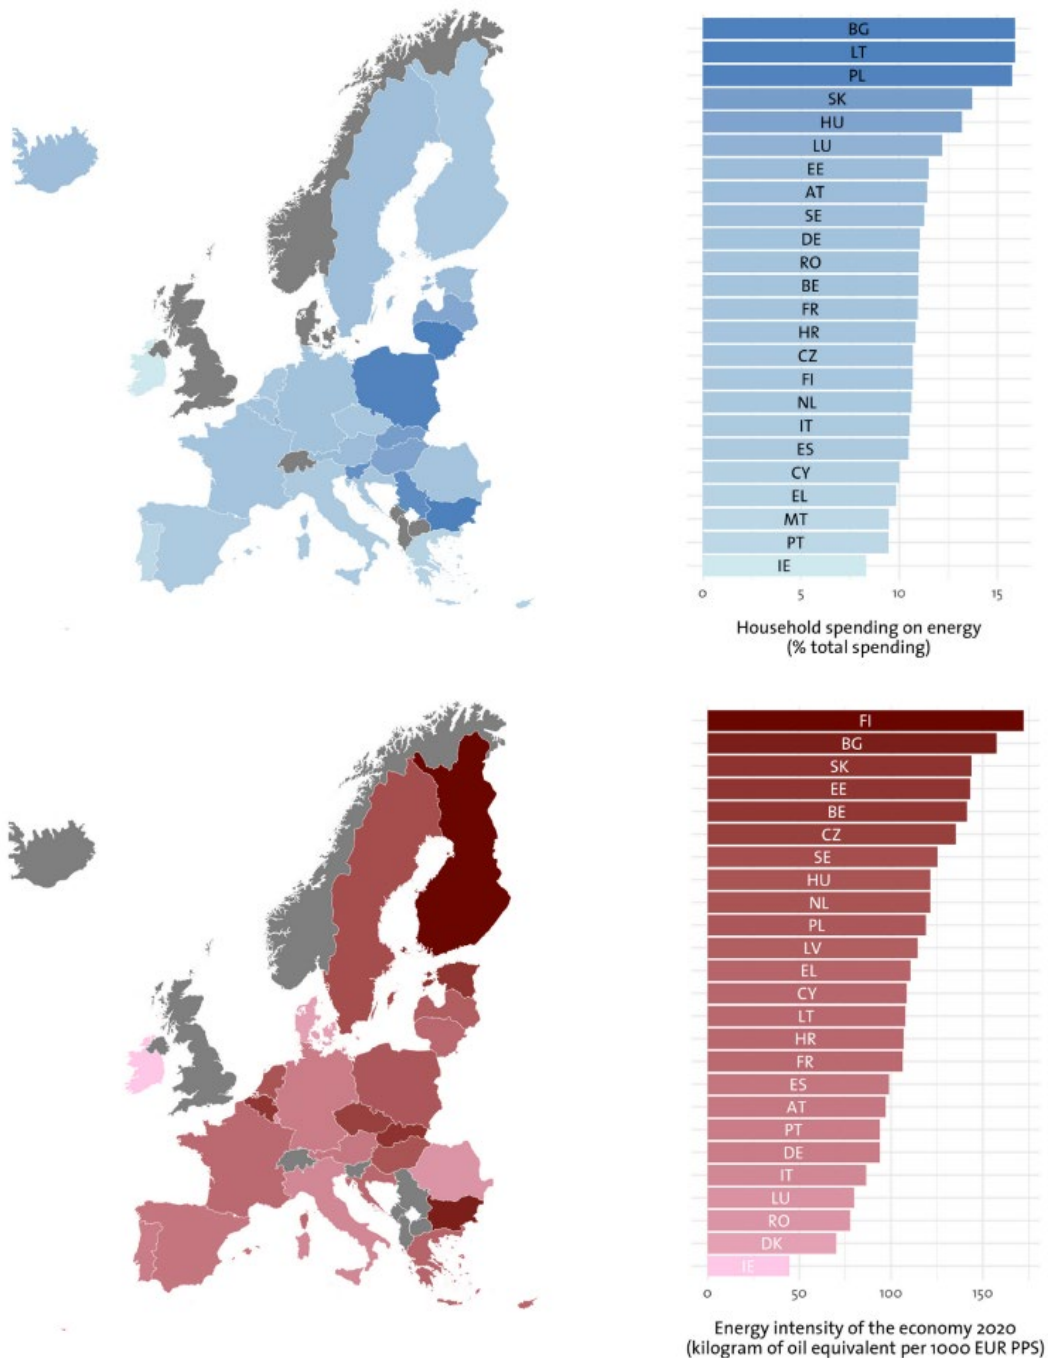 BG
LT
PL
SK
HU
LU
EE
AT
SE
DE
RO
BE
FR
HR
CZ
FI
NL
IT
ES
CY
EL
MT
PT
IE
0 5 10 15
Household spending on energy
(% total spending)
FI
BG
SK
EE
BE
CZ
SE
HU
NL
PL
LV
EL
CY
LT
HR
FR
ES
AT
PT
DE
IT
LU
RO
DK
IE
0 50 100 150
Energy intensity of the economy 2020
(kilogram of oil equivalent per 1000 EUR PPS)